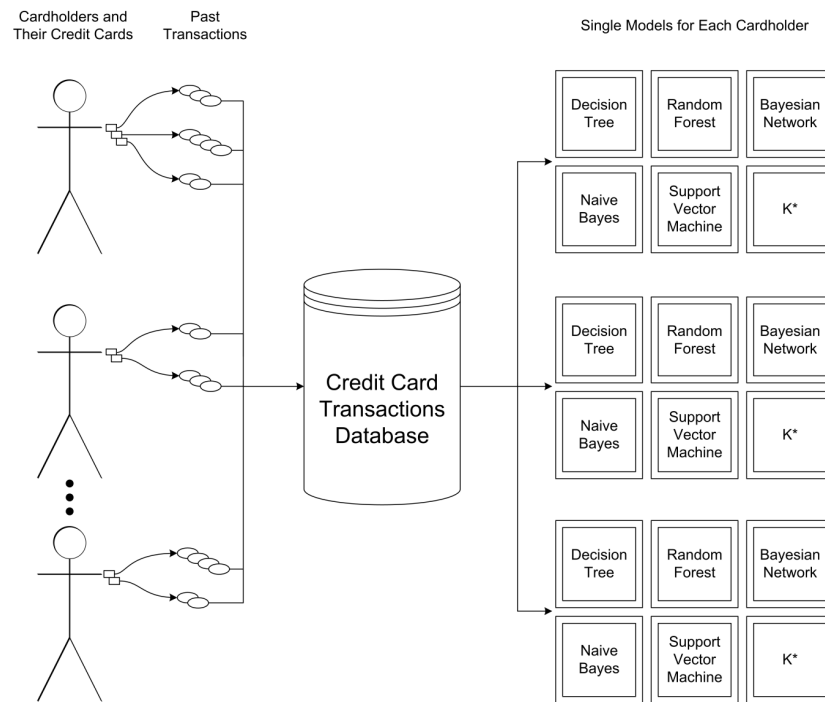 Cardholders and
Their Credit Cards
Past
Transactions
Single Models for Each Cardholder
Decision
Tree
Random
Forest
Bayesian
Network
Naive
Bayes
Support
Vector
Machine
K*
Credit Card
Transactions
Database
Decision
Tree
Random
Forest
Bayesian
Network
Naive
Bayes
Support
Vector
Machine
K*
Decision
Tree
Random
Forest
Bayesian
Network
Naive
Bayes
Support
Vector
Machine
K*